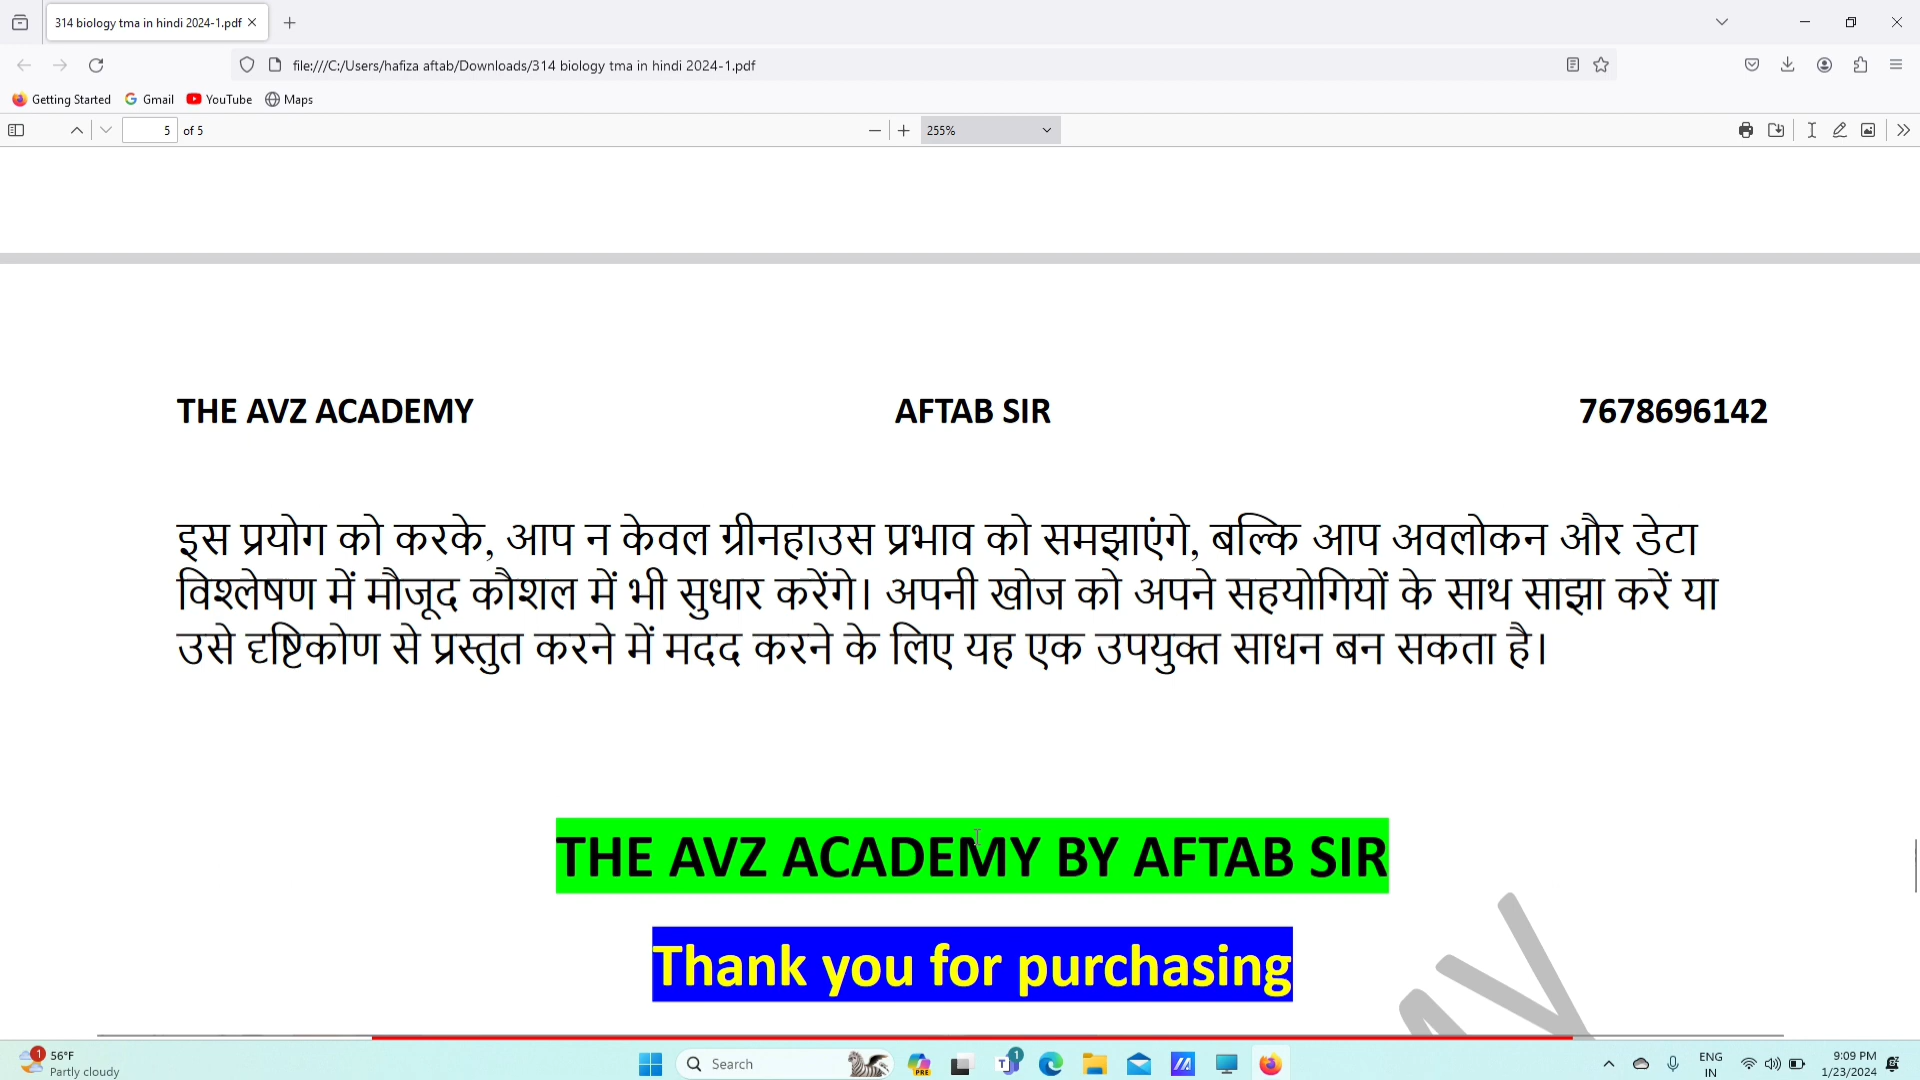 314 biology tma in hindi 2024-1.pdf
file:///C:/Users/hafiza aftab/Downloads/314 biology tma in hindi 2024-1.pdf
Getting Started Gmail YouTube Maps
5 of 5 255%
THE AVZ ACADEMY AFTAB SIR 7678696142
इस प्रयोग को करके, आप न केवल ग्रीनहाउस प्रभाव को समझाएंगे, बल्कि आप अवलोकन और डेटा
विश्लेषण में मौजूद कौशल में भी सुधार करेंगे। अपनी खोज को अपने सहयोगियों के साथ साझा करें या
उसे दृष्टिकोण से प्रस्तुत करने में मदद करने के लिए यह एक उपयुक्त साधन बन सकता है।
THE AVZ ACADEMY BY AFTAB SIR
Thank you for purchasing
MY
1 56°F
Partly cloudy
Search
PRE
1
ENG
IN
9:09 PM
1/23/2024